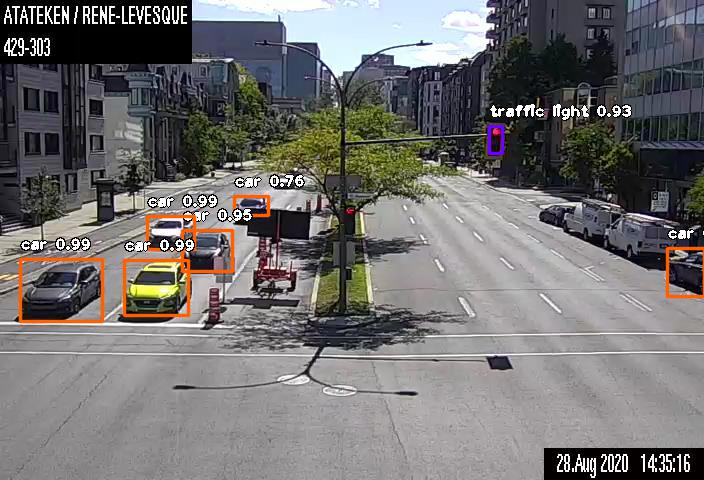 ATATEKEN / RENE-LEVESQUE
429-303
traffic light 0.93
car 0.76
car 0.99
car 0.95
car
car 0.99
car 0.99
28.Aug 2020 14:35:16